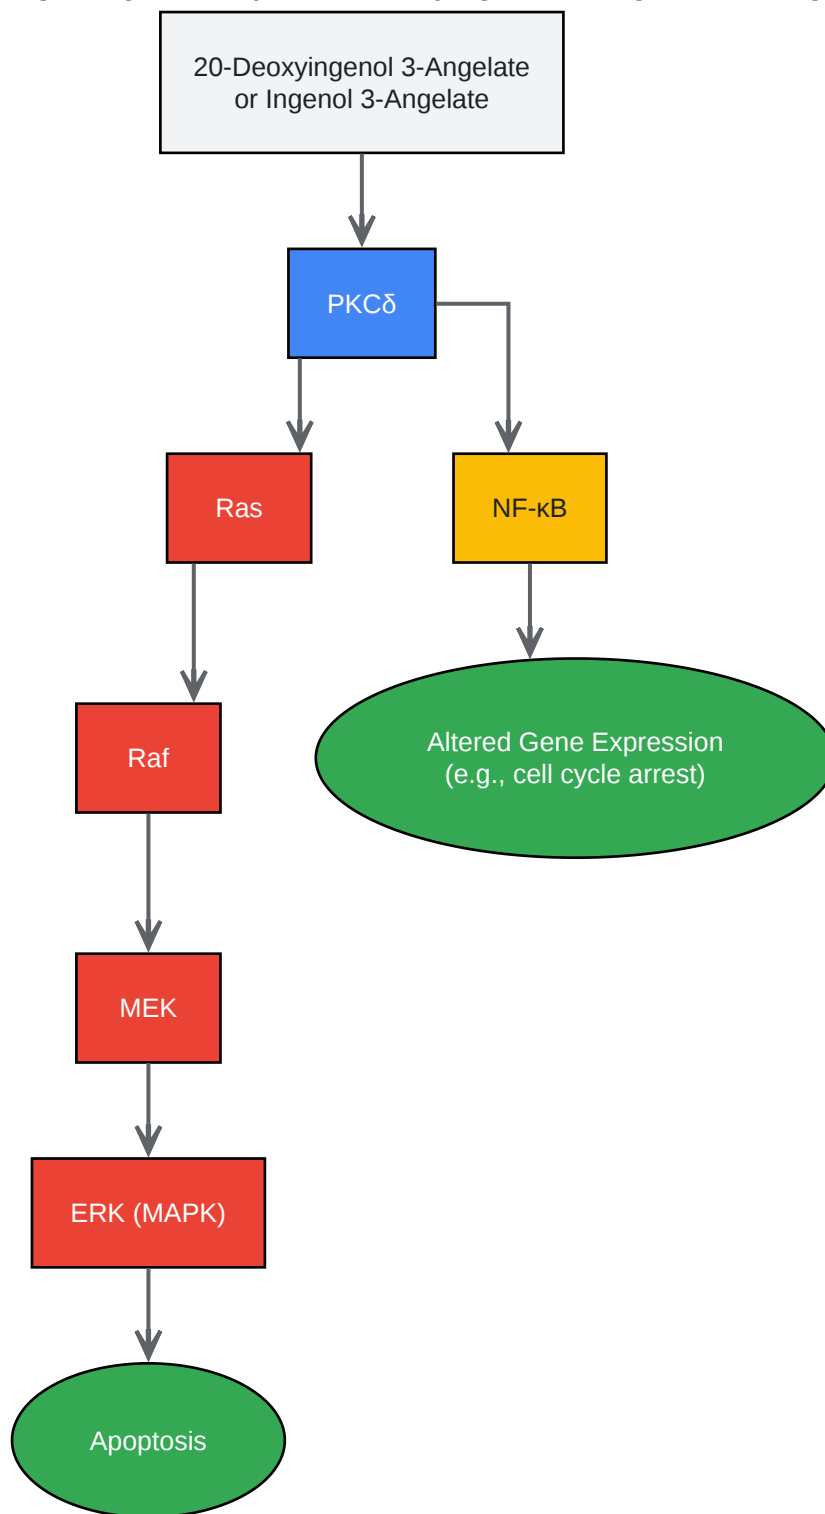 20-Deoxyingenol 3-Angelate
or Ingenol 3-Angelate
PKCδ
Ras
NF-κB
Raf
Altered Gene Expression
(e.g., cell cycle arrest)
MEK
ERK (MAPK)
Apoptosis